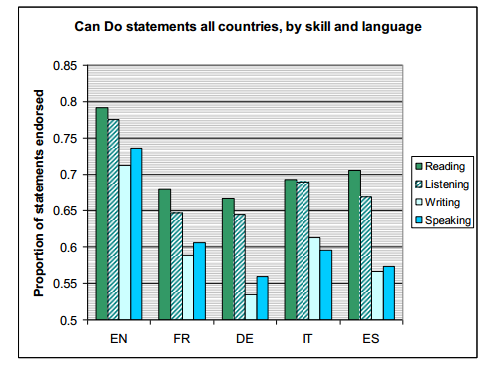 Can Do statements all countries, by skill and language
Proportion of statements endorsed
0.85
0.8
0.75
0.7
0.65
0.6
0.55
0.5
EN FR DE IT ES
Reading
Listening
Writing
Speaking